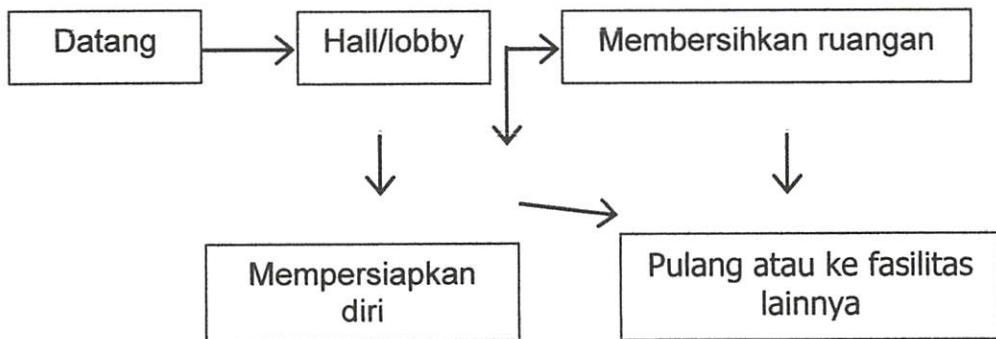 Datang
Hall/lobby
Membersihkan ruangan
Mempersiapkan
diri
Pulang atau ke fasilitas
lainnya